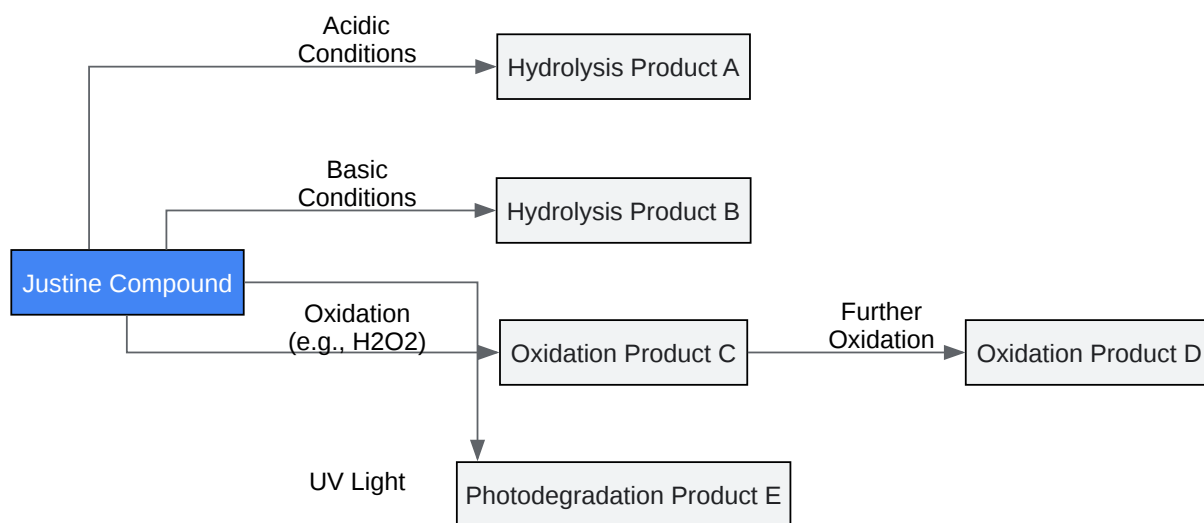 Acidic
Conditions
Hydrolysis Product A
Basic
Conditions
Hydrolysis Product B
Justine Compound
Oxidation
(e.g., H2O2)
Oxidation Product C
Further
Oxidation
Oxidation Product D
UV Light
Photodegradation Product E